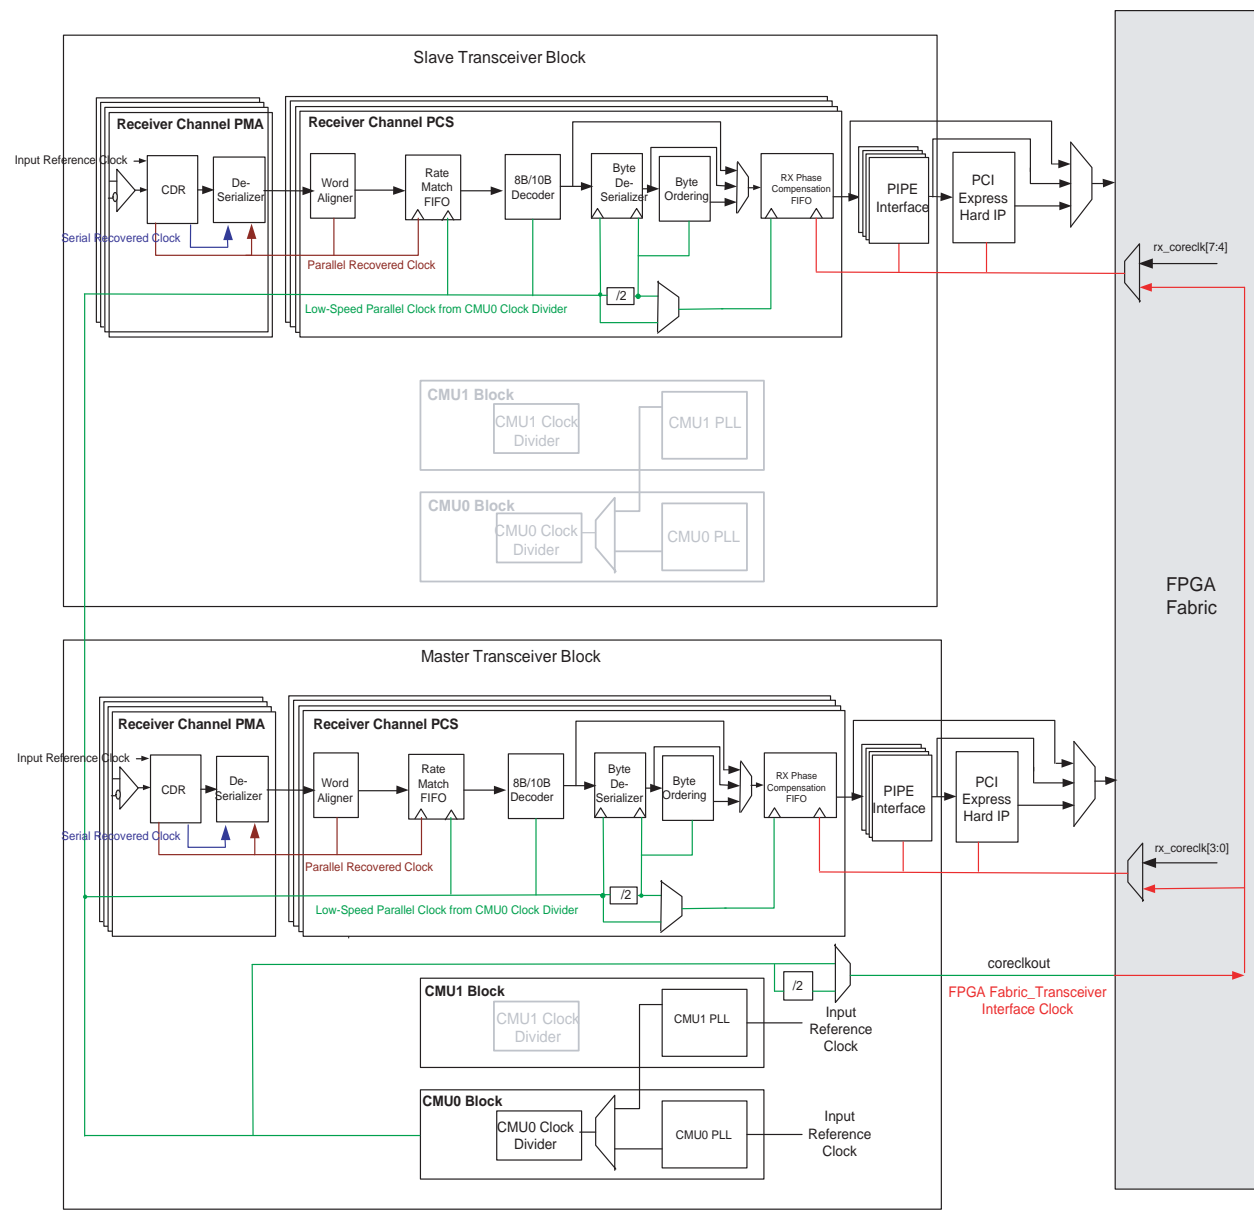 Slave Transceiver Block
Receiver Channel PMA
Receiver Channel PCS
Input Reference Clock
CDR
De-
Serializer
Word
Aligner
Rate
Match
FIFO
8B/10B
Decoder
Byte
De-
Serializer
Byte
Ordering
RX Phase
Compensation
FIFO
PIPE
Interface
PCI
Express
Hard IP
Serial Recovered Clock
Parallel Recovered Clock
rx_coreclk[7:4]
/2
Low-Speed Parallel Clock from CMU0 Clock Divider
CMU1 Block
CMU1 Clock
Divider
CMU1 PLL
CMU0 Block
CMU0 Clock
Divider
CMU0 PLL
FPGA
Fabric
Master Transceiver Block
Receiver Channel PMA
Receiver Channel PCS
Input Reference Clock
CDR
De-
Serializer
Word
Aligner
Rate
Match
FIFO
8B/10B
Decoder
Byte
De-
Serializer
Byte
Ordering
RX Phase
Compensation
FIFO
PIPE
Interface
PCI
Express
Hard IP
Serial Recovered Clock
Parallel Recovered Clock
rx_coreclk[3:0]
/2
Low-Speed Parallel Clock from CMU0 Clock Divider
coreclkout
/2
FPGA Fabric_Transceiver
Interface Clock
CMU1 Block
CMU1 Clock
Divider
CMU1 PLL
Input
Reference
Clock
CMU0 Block
CMU0 Clock
Divider
CMU0 PLL
Input
Reference
Clock